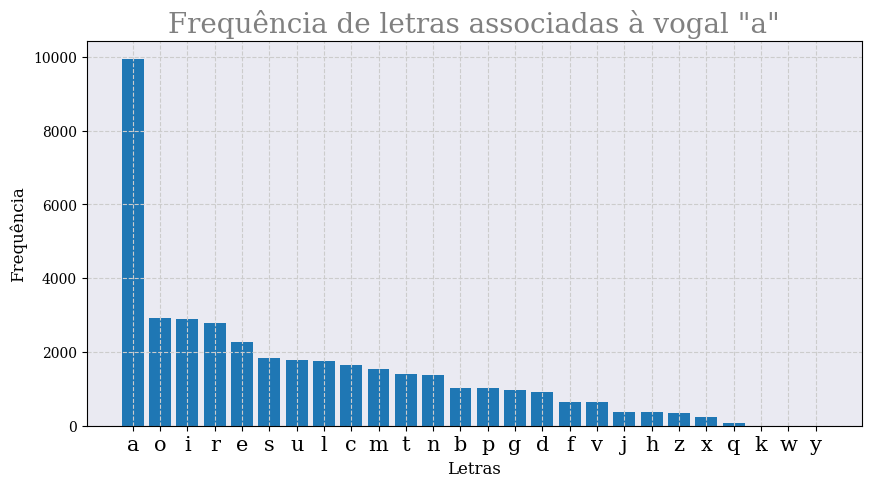 Frequência de letras associadas à vogal "a"
10000
8000
6000
4000
2000
0
Frequência
a o i r e s u l c m t n b p g d f v j h z x q k w y
Letras